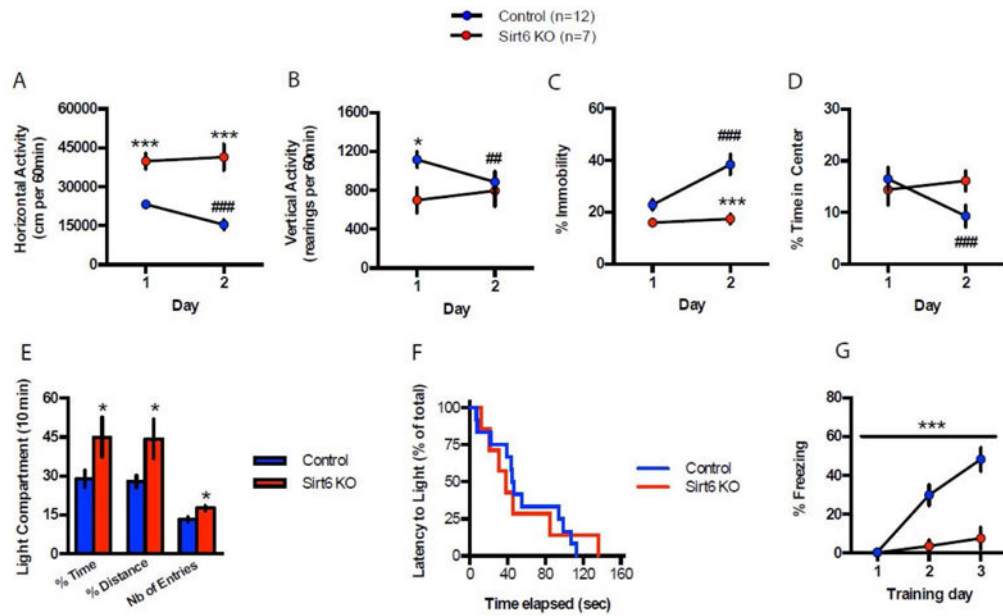 Control (n=12)
Sirt6 KO (n=7)
A
60000
45000
30000
15000
0
Horizontal Activity
(cm per 60min)
***
***
###
1
2
Day
B
1600
1200
800
400
0
Vertical Activity
(rearings per 60min)
*
##
1
2
Day
C
60
40
20
0
% Immobility
###
***
1
2
Day
D
30
20
10
0
% Time in Center
###
1
2
Day
E
60
45
30
15
0
Light Compartment (10 min)
*
*
*
% Time
% Distance
Nb of Entries
Control
Sirt6 KO
F
100
75
50
25
0
Latency to Light (% of total)
Control
Sirt6 KO
0
40
80
120
160
Time elapsed (sec)
G
80
60
40
20
0
% Freezing
***
1
2
3
Training day